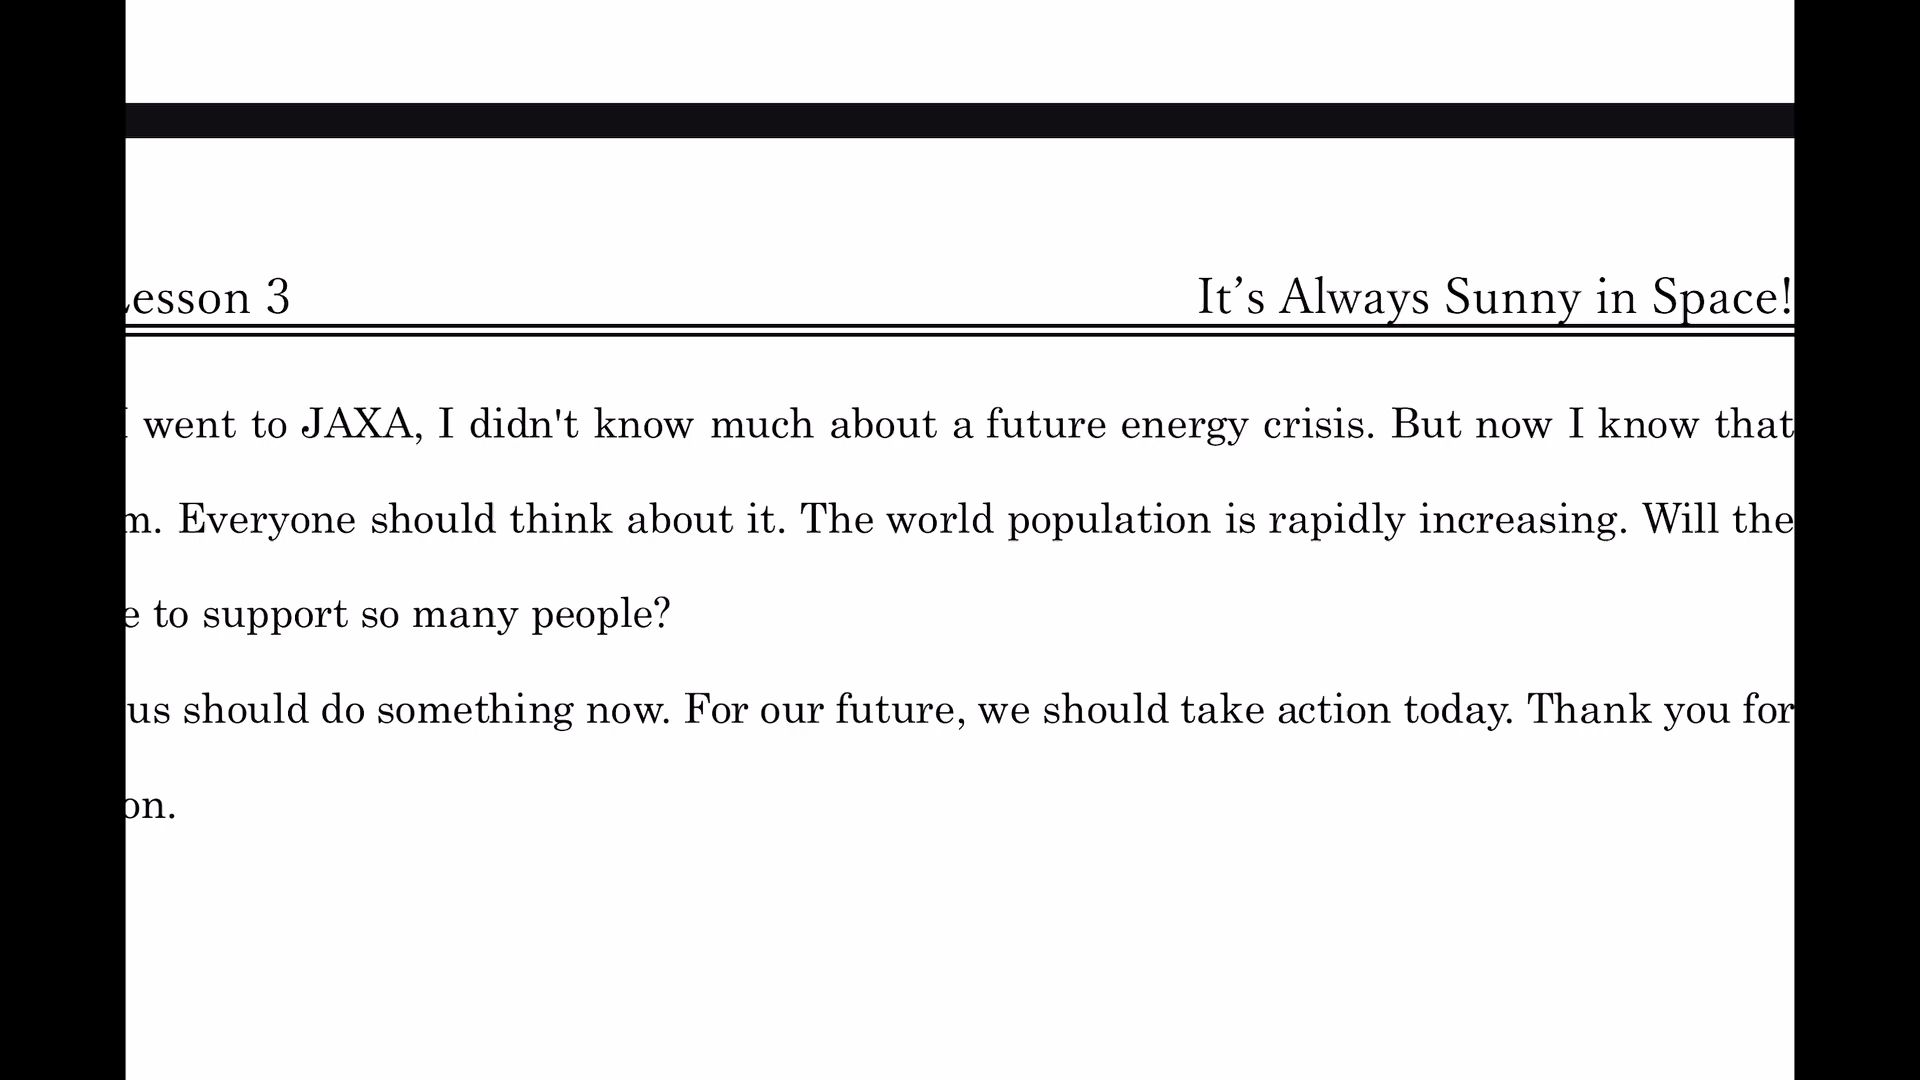 Lesson 3
It’s Always Sunny in Space!
I went to JAXA, I didn't know much about a future energy crisis. But now I know that
m. Everyone should think about it. The world population is rapidly increasing. Will the
e to support so many people?
us should do something now. For our future, we should take action today. Thank you for
on.